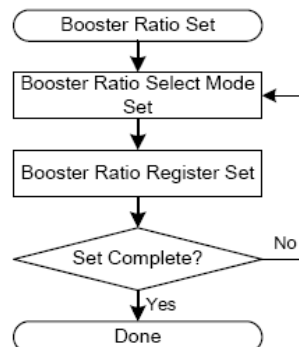 Booster Ratio Set
Booster Ratio Select Mode
Set
Booster Ratio Register Set
Set Complete?
No
Yes
Done